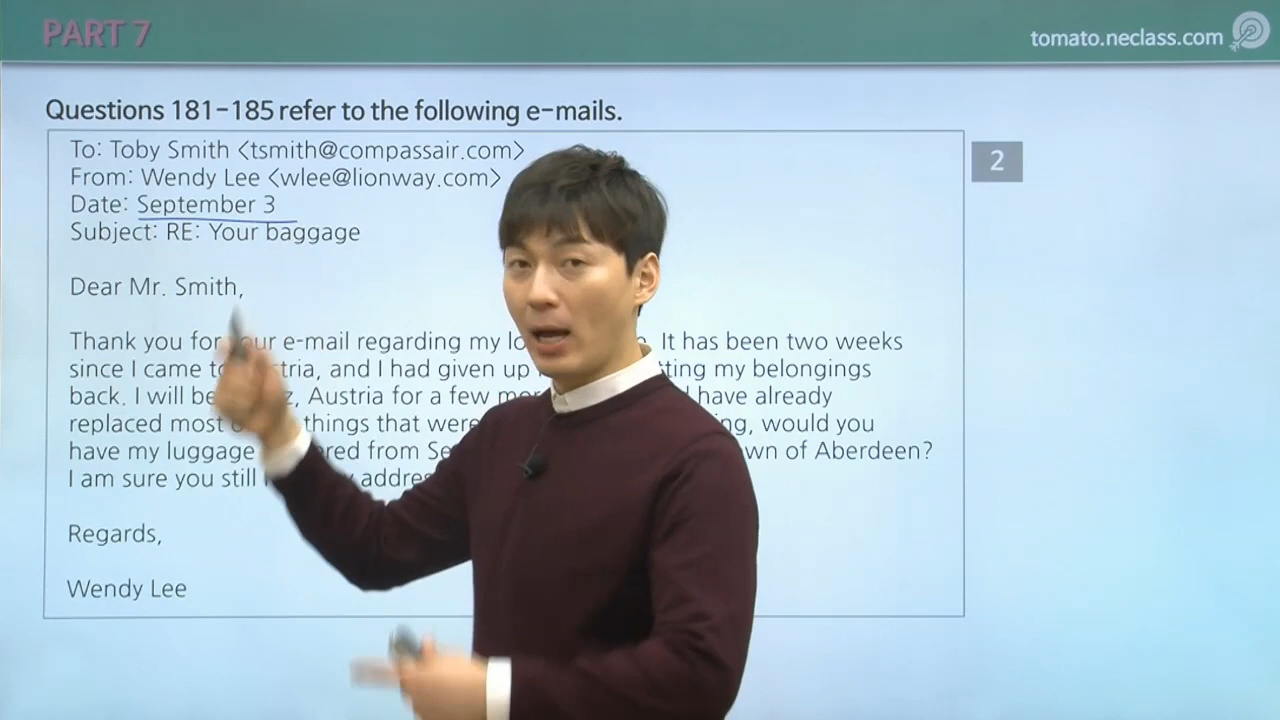 PART 7
tomato.neclass.com
Questions 181-185 refer to the following e-mails.
2
To: Toby Smith <tsmith@compassair.com>
From: Wendy Lee <wlee@lionway.com>
Date: September 3
Subject: RE: Your baggage
Dear Mr. Smith,
Thank you for e-mail regarding my It has been two weeks
since I came and I had given up my belongings
back. I will Austria for a few have already
replaced most things that were would you
have my luggage from of Aberdeen?
I am sure you still
Regards,
Wendy Lee